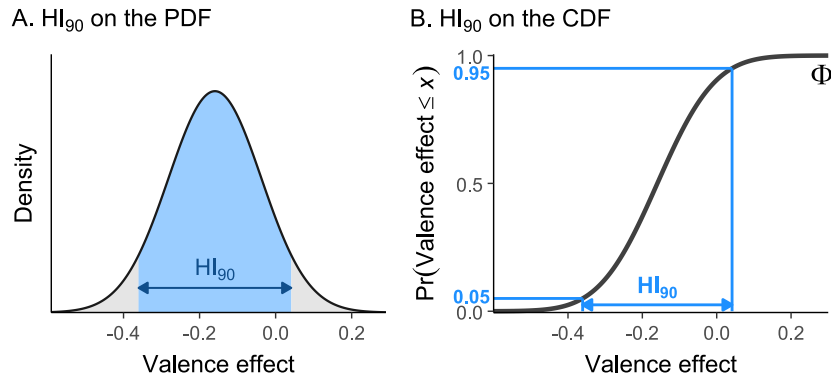 A. HI90 on the PDF
Density
HI90
-0.4 -0.2 0.0 0.2
Valence effect
B. HI90 on the CDF
Pr(Valence effect ≤ x)
1.0
0.95
0.5
0.05
0.0
Φ
HI90
-0.4 -0.2 0.0 0.2
Valence effect